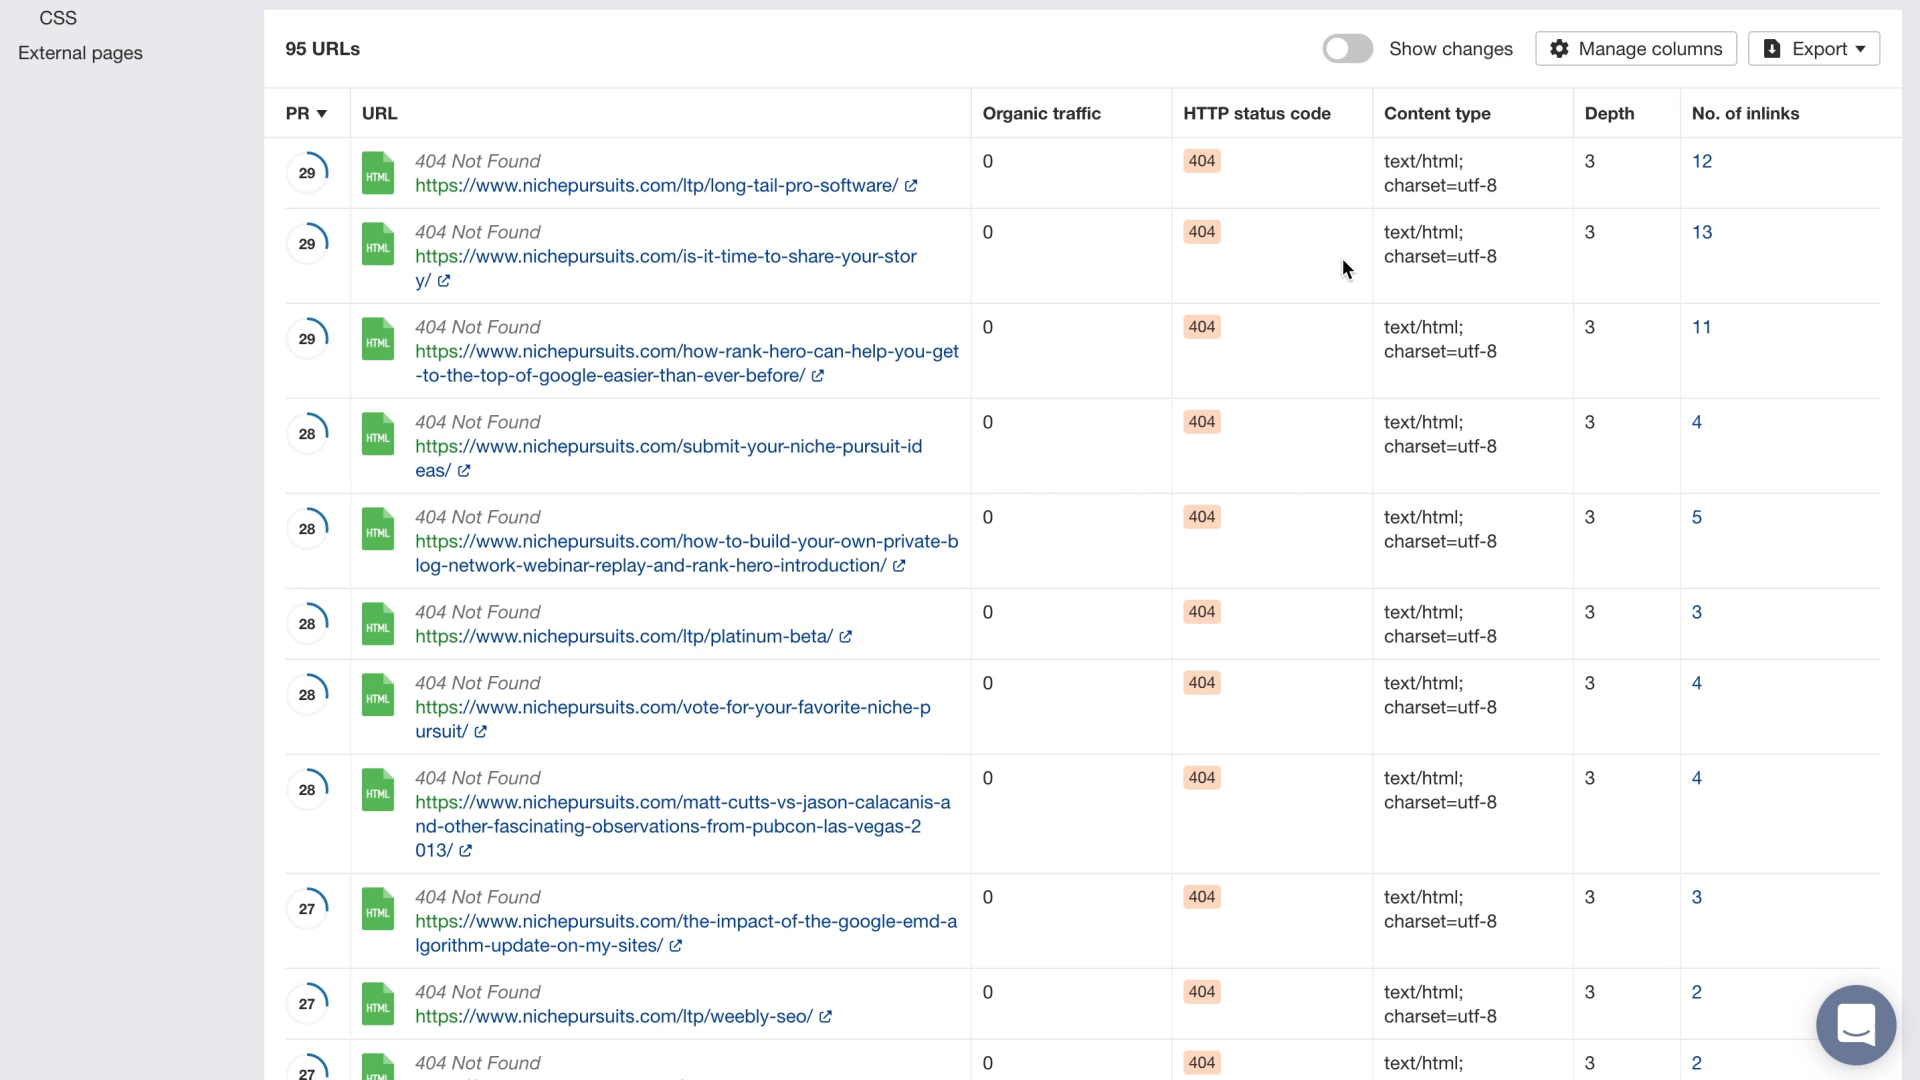 CSS
External pages
95 URLs
Show changes
Manage columns
Export
PR
URL
Organic traffic
HTTP status code
Content type
Depth
No. of inlinks
29
HTML
404 Not Found
https://www.nichepursuits.com/ltp/long-tail-pro-software/
0
404
text/html;
charset=utf-8
3
12
29
HTML
404 Not Found
https://www.nichepursuits.com/is-it-time-to-share-your-stor
y/
0
404
text/html;
charset=utf-8
3
13
29
HTML
404 Not Found
https://www.nichepursuits.com/how-rank-hero-can-help-you-get
-to-the-top-of-google-easier-than-ever-before/
0
404
text/html;
charset=utf-8
3
11
28
HTML
404 Not Found
https://www.nichepursuits.com/submit-your-niche-pursuit-id
eas/
0
404
text/html;
charset=utf-8
3
4
28
HTML
404 Not Found
https://www.nichepursuits.com/how-to-build-your-own-private-b
log-network-webinar-replay-and-rank-hero-introduction/
0
404
text/html;
charset=utf-8
3
5
28
HTML
404 Not Found
https://www.nichepursuits.com/ltp/platinum-beta/
0
404
text/html;
charset=utf-8
3
3
28
HTML
404 Not Found
https://www.nichepursuits.com/vote-for-your-favorite-niche-p
ursuit/
0
404
text/html;
charset=utf-8
3
4
28
HTML
404 Not Found
https://www.nichepursuits.com/matt-cutts-vs-jason-calacanis-a
nd-other-fascinating-observations-from-pubcon-las-vegas-2
013/
0
404
text/html;
charset=utf-8
3
4
27
HTML
404 Not Found
https://www.nichepursuits.com/the-impact-of-the-google-emd-a
lgorithm-update-on-my-sites/
0
404
text/html;
charset=utf-8
3
3
27
HTML
404 Not Found
https://www.nichepursuits.com/ltp/weebly-seo/
0
404
text/html;
charset=utf-8
3
2
27
HTML
404 Not Found
0
404
text/html;
3
2